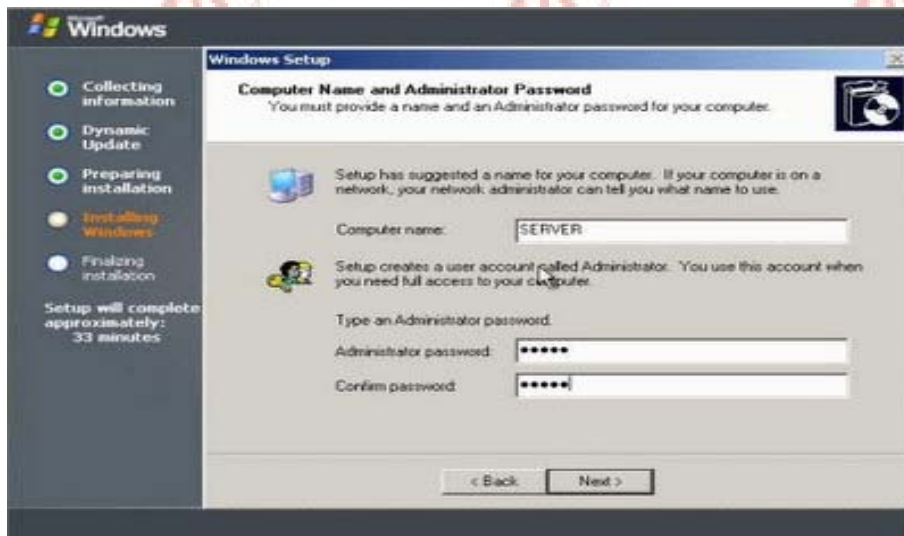 Microsoft
Windows
Collecting
information
Dynamic
Update
Preparing
installation
Installing
Windows
Finalizing
installation
Setup will complete
approximately:
33 minutes
Windows Setup
Computer Name and Administrator Password
You must provide a name and an Administrator password for your computer.
Setup has suggested a name for your computer. If your computer is on a
network, your network administrator can tell you what name to use.
Computer name:
SERVER
Setup creates a user account called Administrator. You use this account when
you need full access to your computer.
Type an Administrator password.
Administrator password:
•••••
Confirm password:
•••••
< Back
Next >